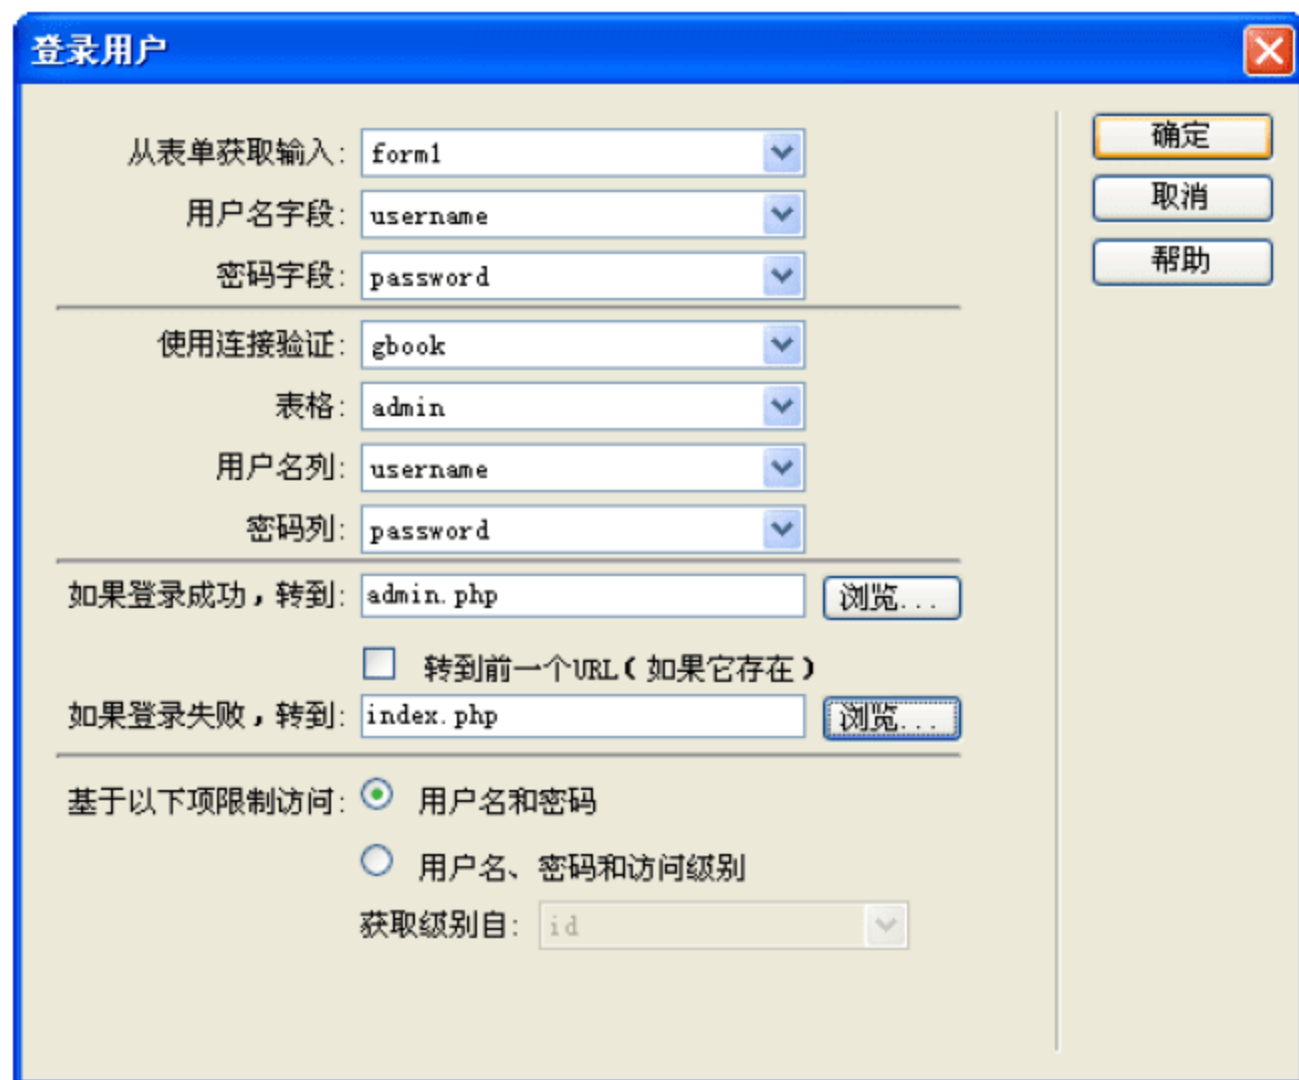 登录用户
从表单获取输入: form1
确定
用户名字段: username
取消
密码字段: password
帮助
使用连接验证: gbook
表格: admin
用户名列: username
密码列: password
如果登录成功，转到: admin.php 浏览...
转到前一个URL(如果它存在)
如果登录失败，转到: index.php 浏览...
基于以下项限制访问: 用户名和密码
用户名、密码和访问级别
获取级别自: id